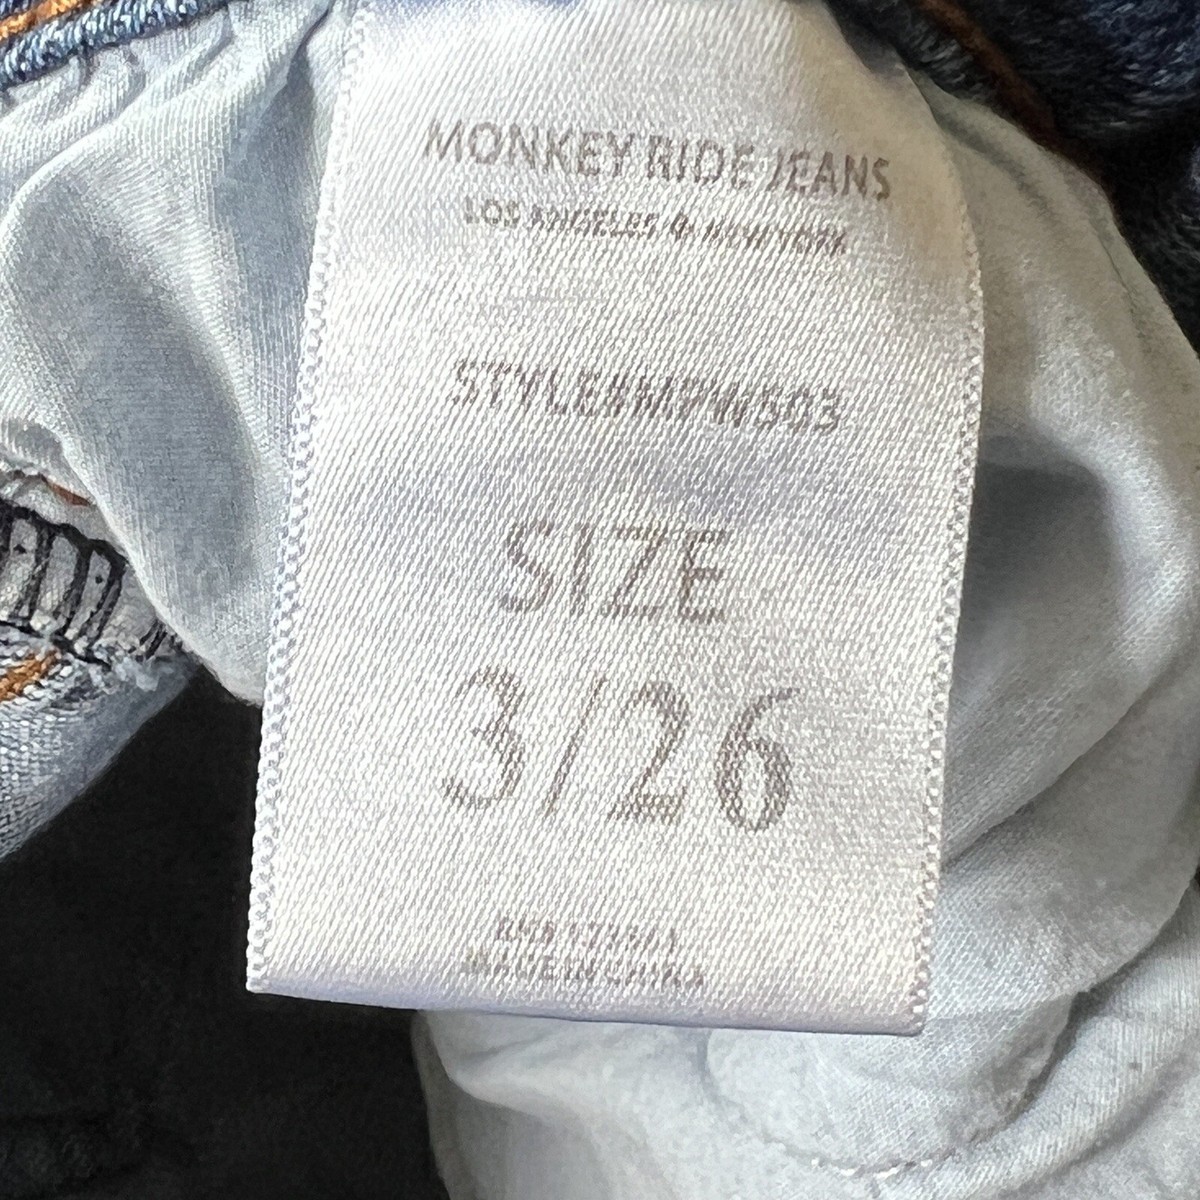 MONKEY RIDE JEANS
LOS ANGELES & NEW YORK
STYLE#MPW503
SIZE
3/26
MADE IN CHINA